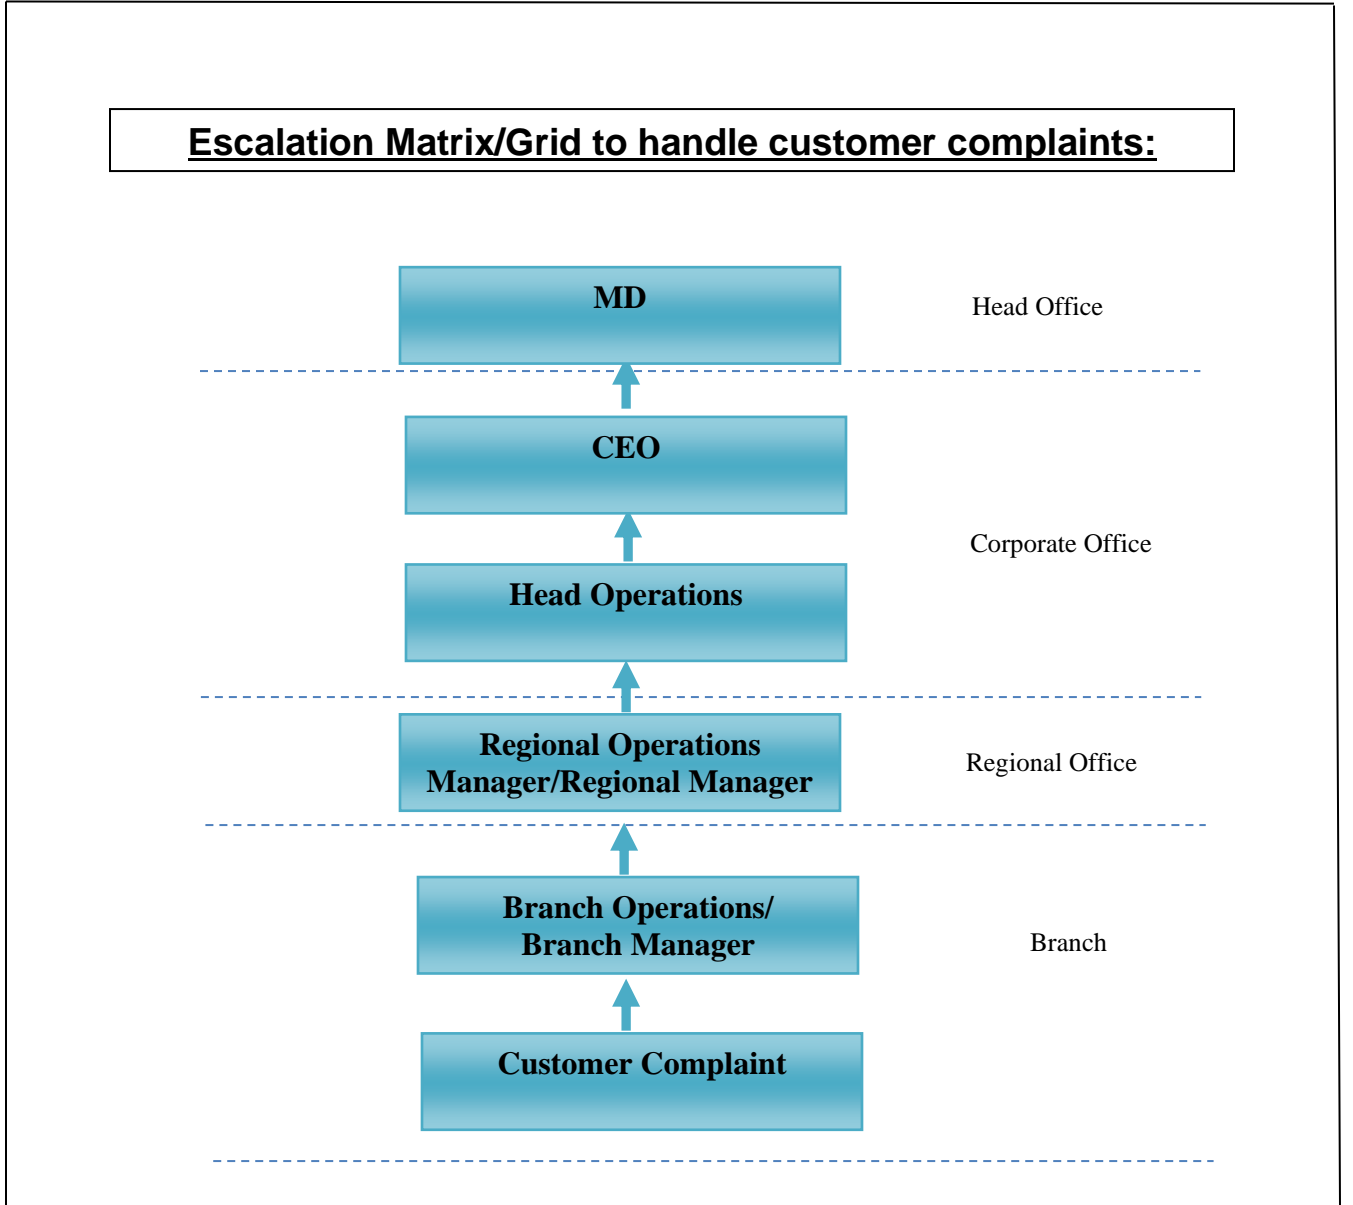 Escalation Matrix/Grid to handle customer complaints:
MD
Head Office
CEO
Corporate Office
Head Operations
Regional Operations
Manager/Regional Manager
Regional Office
Branch Operations/
Branch Manager
Branch
Customer Complaint